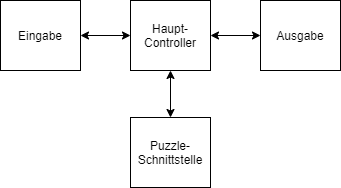 Eingabe
Haupt-
Controller
Ausgabe
Puzzle-
Schnittstelle